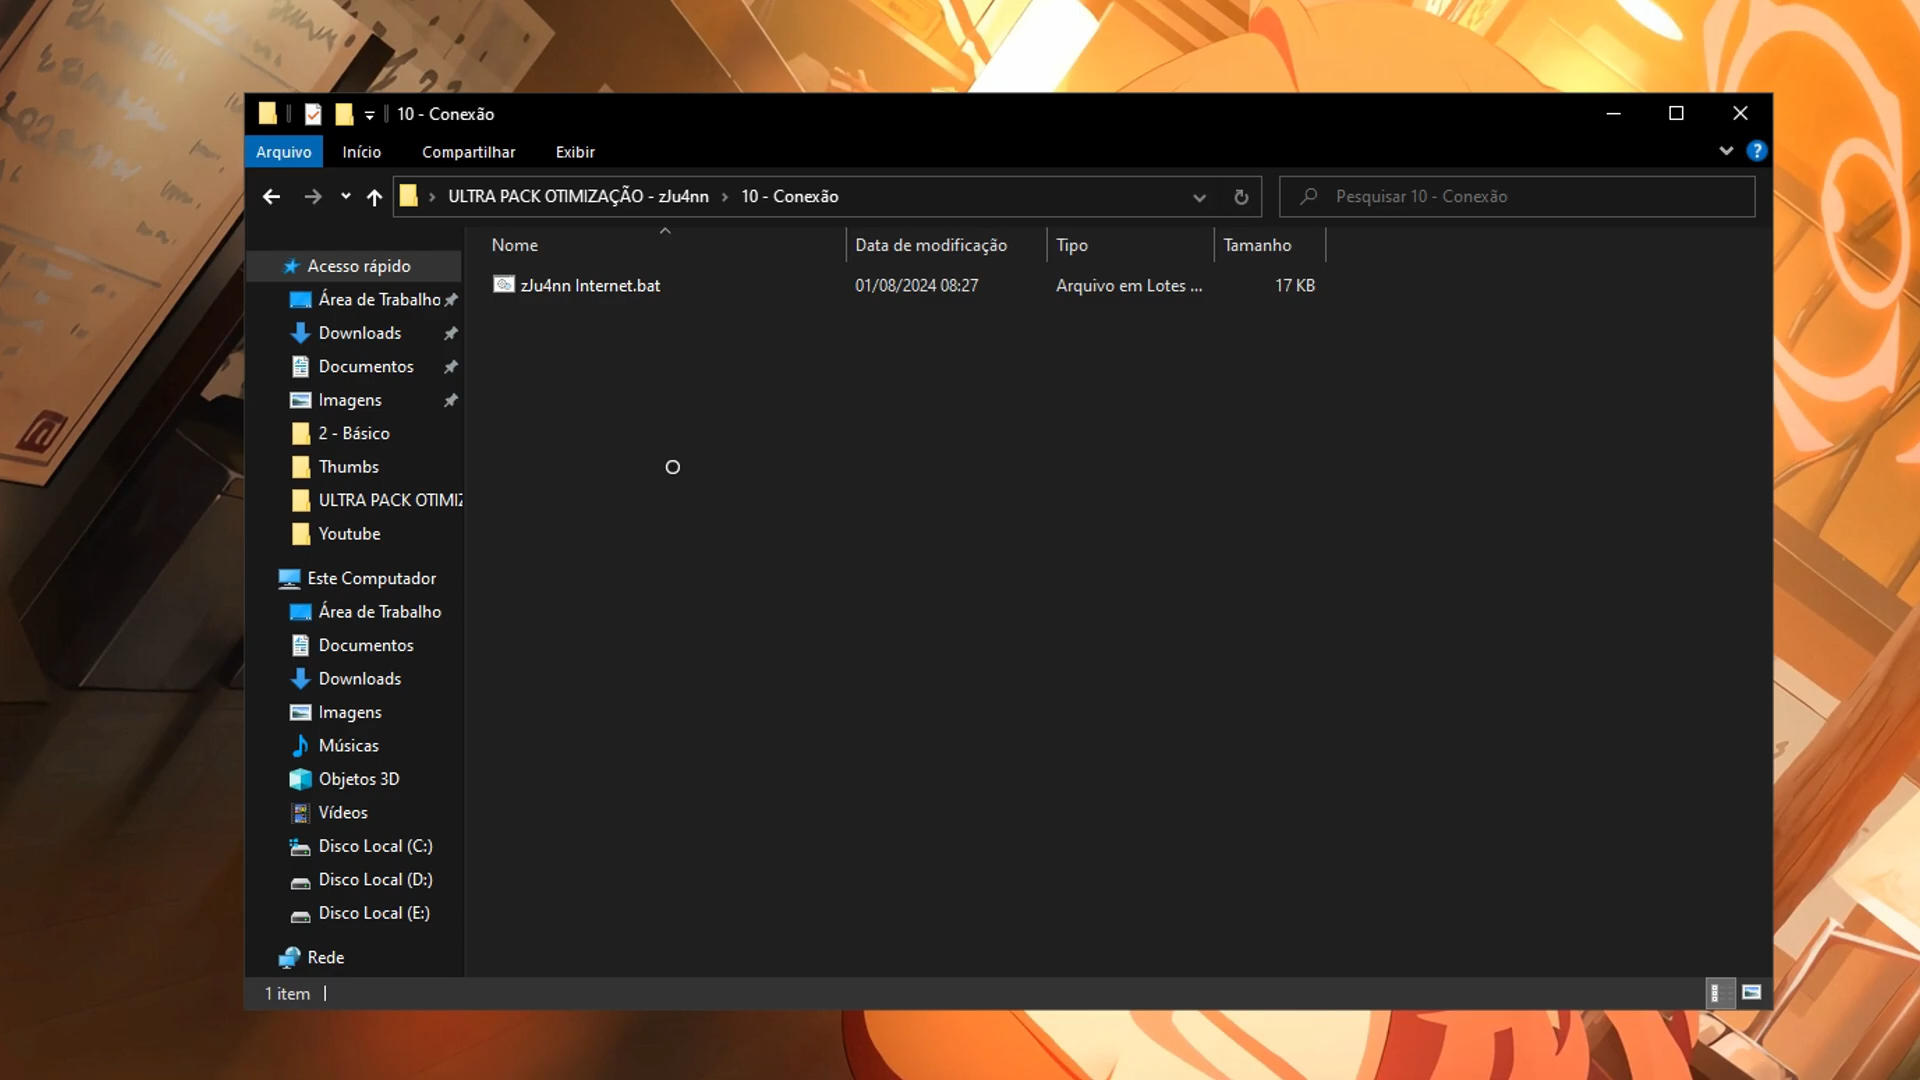 10 - Conexão
Arquivo Início Compartilhar Exibir
ULTRA PACK OTIMIZAÇÃO - zJu4nn > 10 - Conexão
Pesquisar 10 - Conexão
Nome Data de modificação Tipo Tamanho
zJu4nn Internet.bat 01/08/2024 08:27 Arquivo em Lotes ... 17 KB
Acesso rápido
Área de Trabalho
Downloads
Documentos
Imagens
2 - Básico
Thumbs
ULTRA PACK OTIMIZ
Youtube
Este Computador
Área de Trabalho
Documentos
Downloads
Imagens
Músicas
Objetos 3D
Vídeos
Disco Local (C:)
Disco Local (D:)
Disco Local (E:)
Rede
1 item